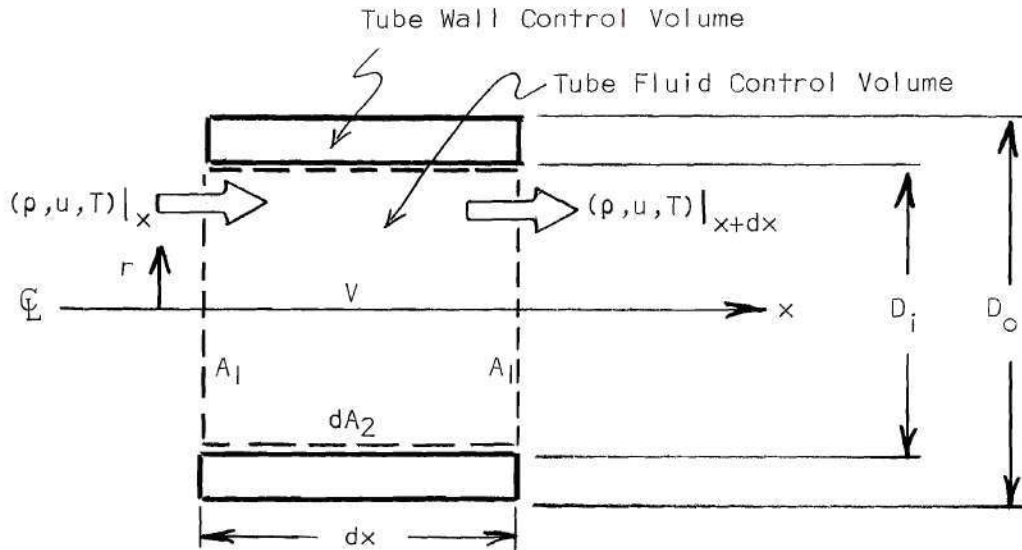 Tube Wall Control Volume
Tube Fluid Control Volume
(ρ,u,T)|x
(ρ,u,T)|x+dx
r
℄
V
x
Di
Do
A1
A1
dA2
dx